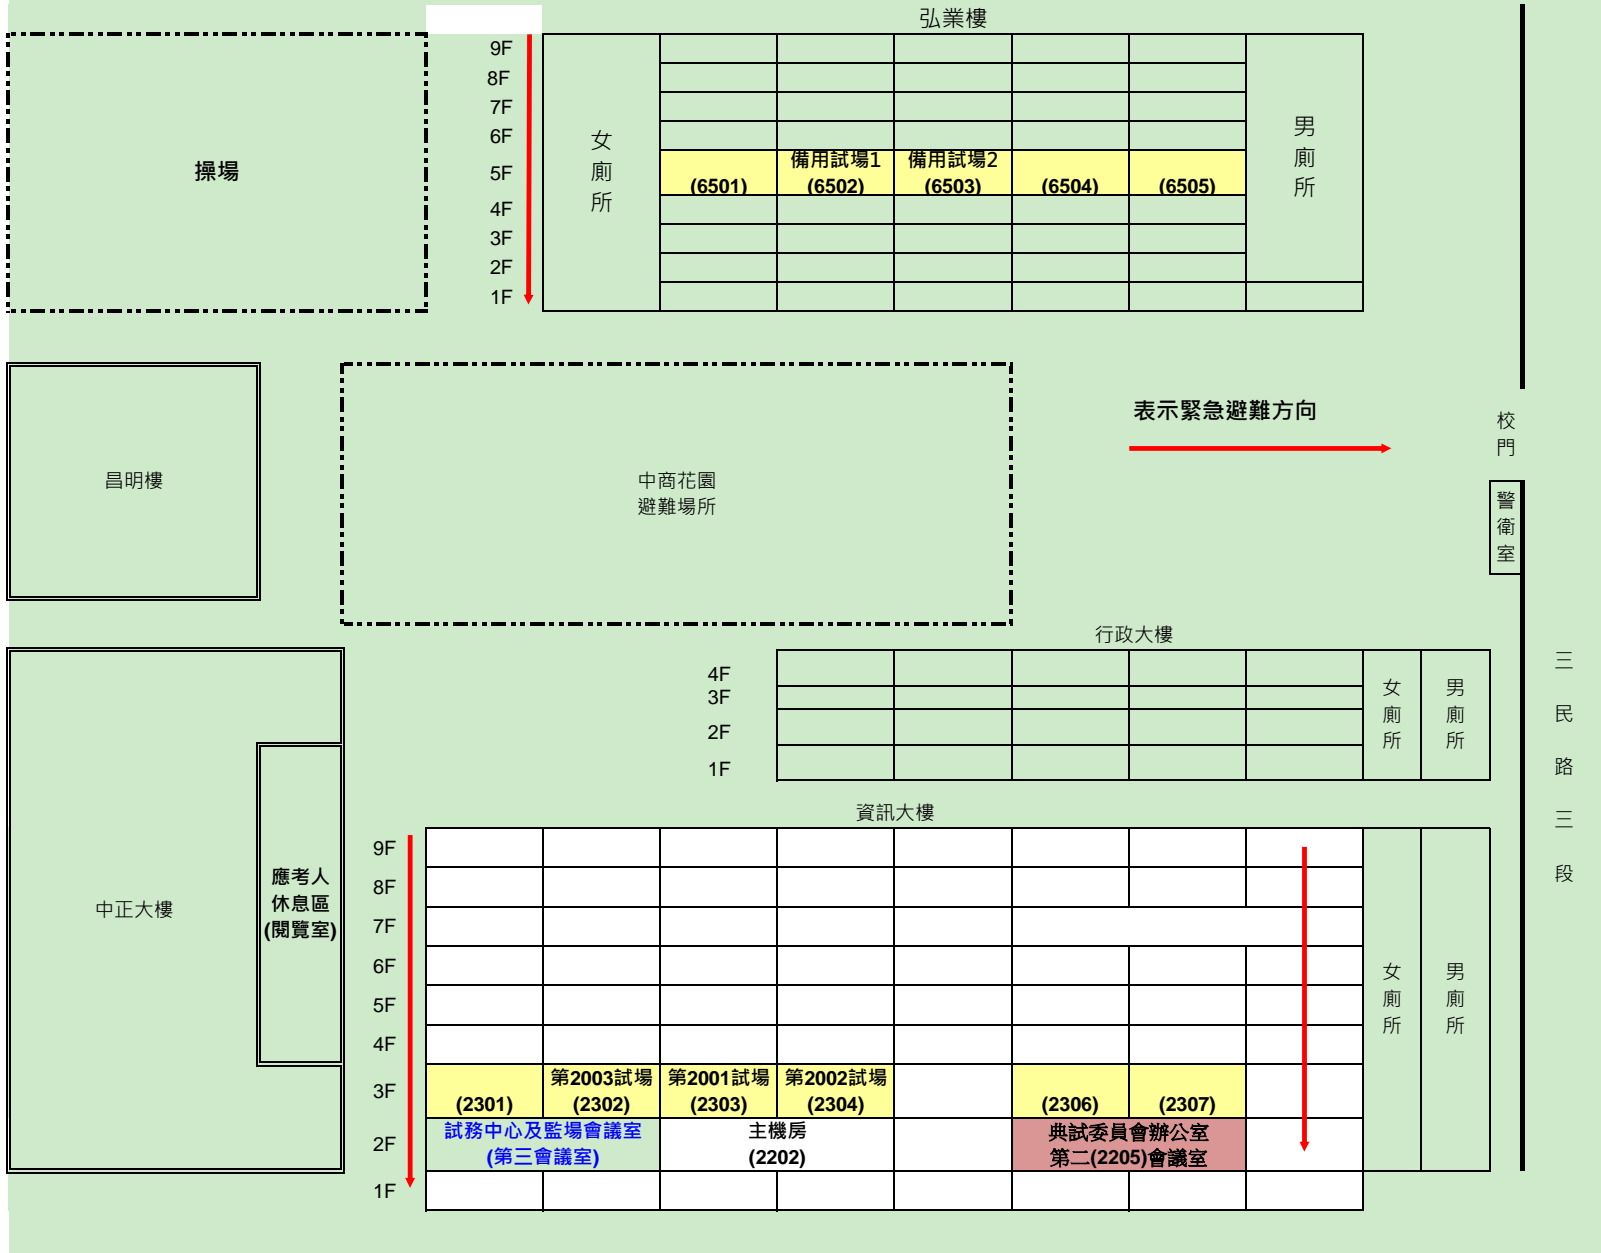 弘業樓
9F
8F
7F
6F
5F
4F
3F
2F
1F
操場
女廁所
備用試場1
備用試場2
(6501)
(6502)
(6503)
(6504)
(6505)
男廁所
表示緊急避難方向
校門
警衛室
昌明樓
中商花園
避難場所
行政大樓
4F
3F
2F
1F
女廁所
男廁所
三民路三段
資訊大樓
中正大樓
應考人
休息區
(閱覽室)
9F
8F
7F
6F
5F
4F
3F
2F
1F
第2003試場
第2001試場
第2002試場
(2301)
(2302)
(2303)
(2304)
(2306)
(2307)
試務中心及監場會議室
(第三會議室)
主機房
(2202)
典試委員會辦公室
第二(2205)會議室
女廁所
男廁所